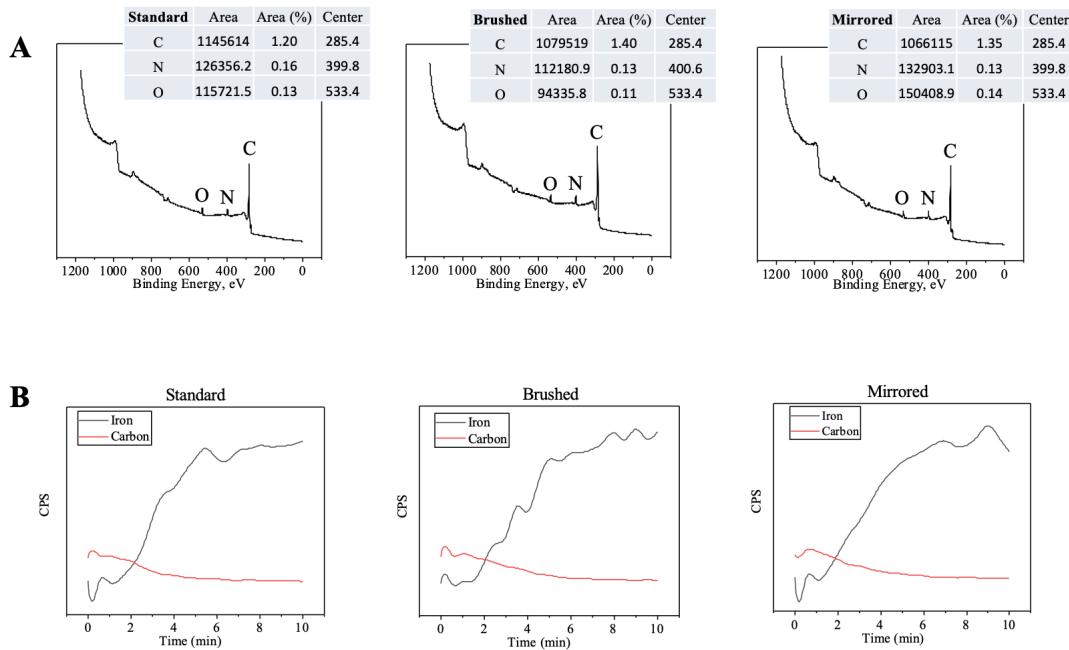 A
Standard Area Area (%) Center
C 1145614 1.20 285.4
N 126356.2 0.16 399.8
O 115721.5 0.13 533.4
O N C
1200 1000 800 600 400 200 0
Binding Energy, eV
Brushed Area Area (%) Center
C 1079519 1.40 285.4
N 112180.9 0.13 400.6
O 94335.8 0.11 533.4
O N C
1200 1000 800 600 400 200 0
Binding Energy, eV
Mirrored Area Area (%) Center
C 1066115 1.35 285.4
N 132903.1 0.13 399.8
O 150408.9 0.14 533.4
O N C
1200 1000 800 600 400 200 0
Binding Energy, eV
B
Standard
Iron
Carbon
CPS
0 2 4 6 8 10
Time (min)
Brushed
Iron
Carbon
CPS
0 2 4 6 8 10
Time (min)
Mirrored
Iron
Carbon
CPS
0 2 4 6 8 10
Time (min)